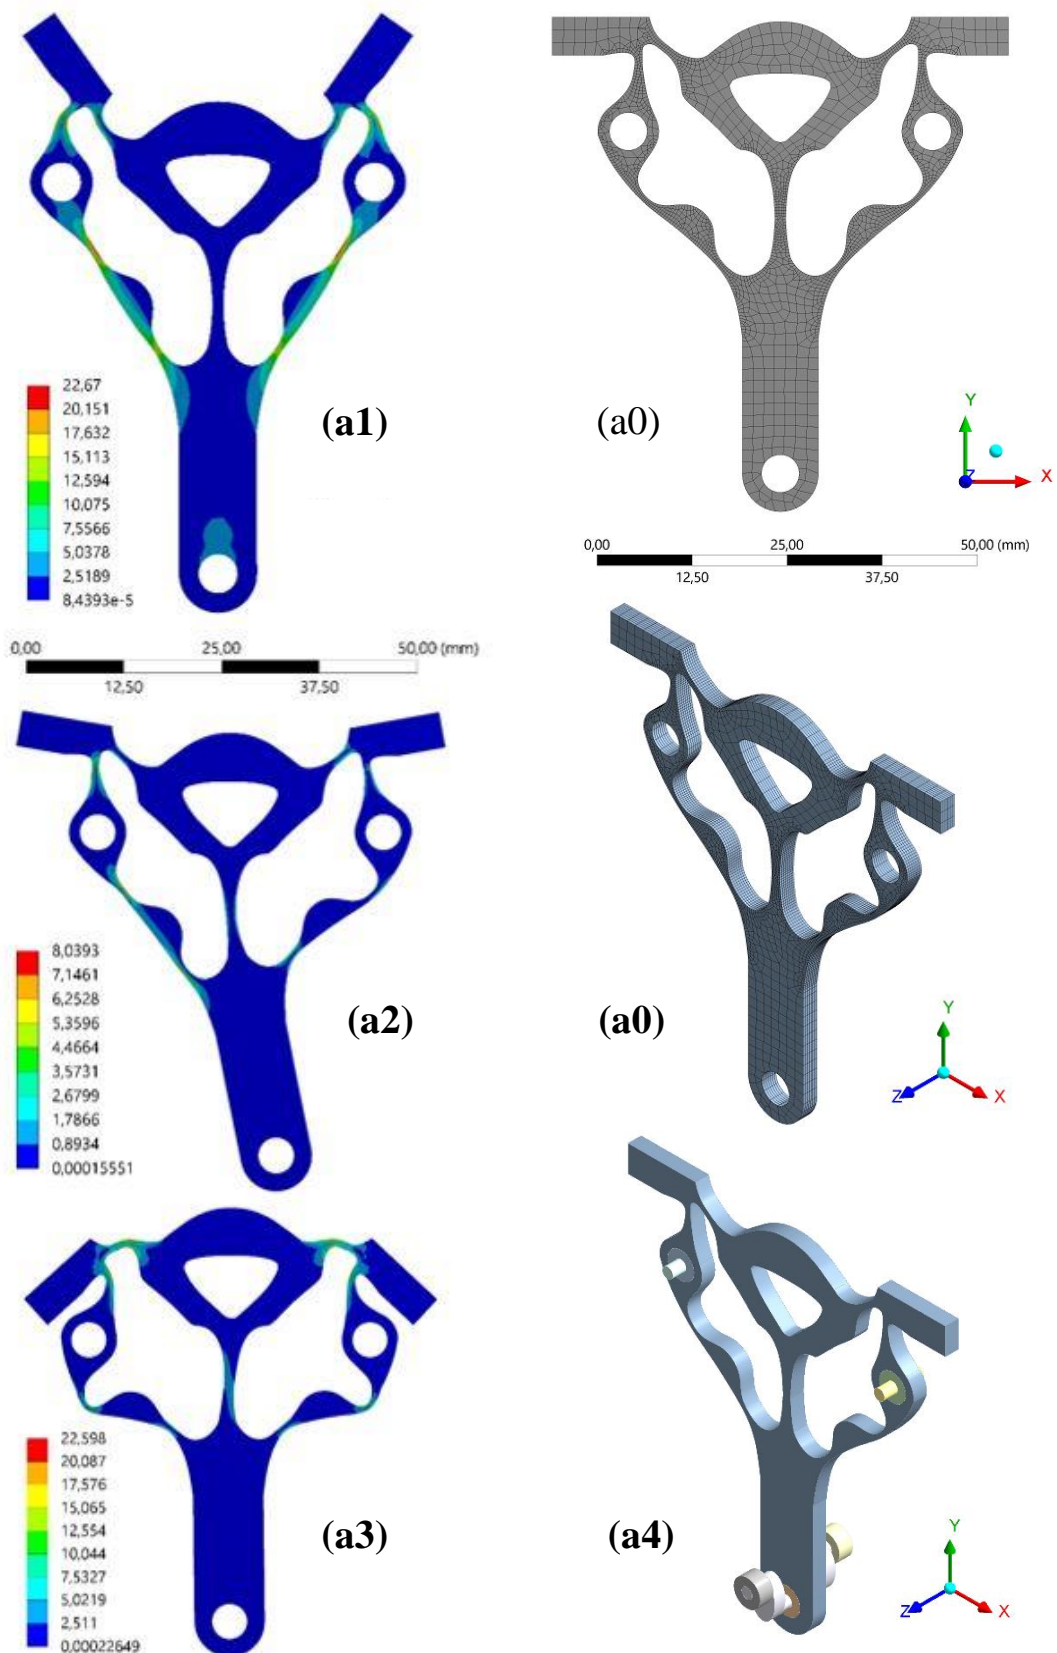 22,67
20,151
17,632
15,113
12,594
10,075
7,5566
5,0378
2,5189
8,4393e-5
(a1)
(a0)
Y
Z
X
0,00 25,00 50,00 (mm)
12,50 37,50
0,00 25,00 50,00 (mm)
12,50 37,50
8,0393
7,1461
6,2528
5,3596
4,4664
3,5731
2,6799
1,7866
0,8934
0,00015551
(a2)
(a0)
Y
Z
X
22,598
20,087
17,576
15,065
12,554
10,044
7,5327
5,0219
2,511
0,00022649
(a3)
(a4)
Y
Z
X